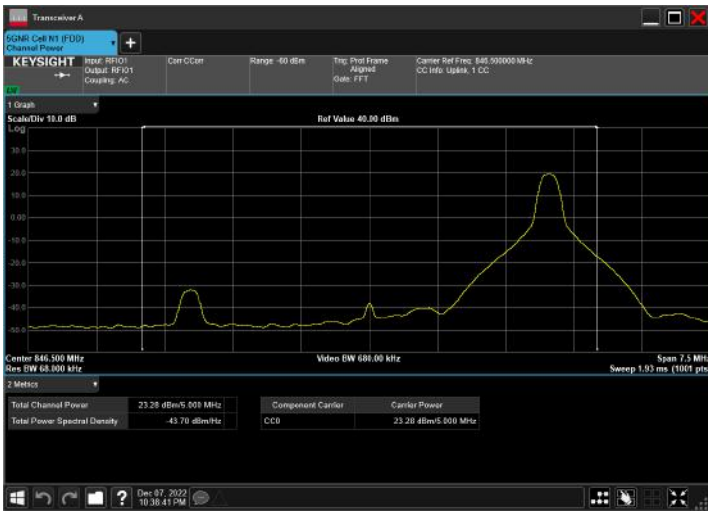 Transceiver A
5GNR Cell N1 (FDD)
Channel Power
KEYSIGHT Input: RFIO1 Corr CCorr Range: -60 dBm Trig: Prot Frame Carrier Ref Freq: 846.500000 MHz
Output: RFIO1 Aligned CC Info: Uplink, 1 CC
Coupling: AC Gate: FFT
1 Graph
Scale/Div 10.0 dB Ref Value 40.00 dBm
Log
30.0
20.0
10.0
0.00
-10.0
-20.0
-30.0
-40.0
-50.0
Center 846.500 MHz Video BW 680.00 kHz Span 7.5 MHz
Res BW 68.000 kHz Sweep 1.93 ms (1001 pts
2 Metrics
Total Channel Power 23.28 dBm/5.000 MHz Component Carrier Carrier Power
Total Power Spectral Density -43.70 dBm/Hz CC0 23.28 dBm/5.000 MHz
? Dec 07, 2022
10:38:41 PM